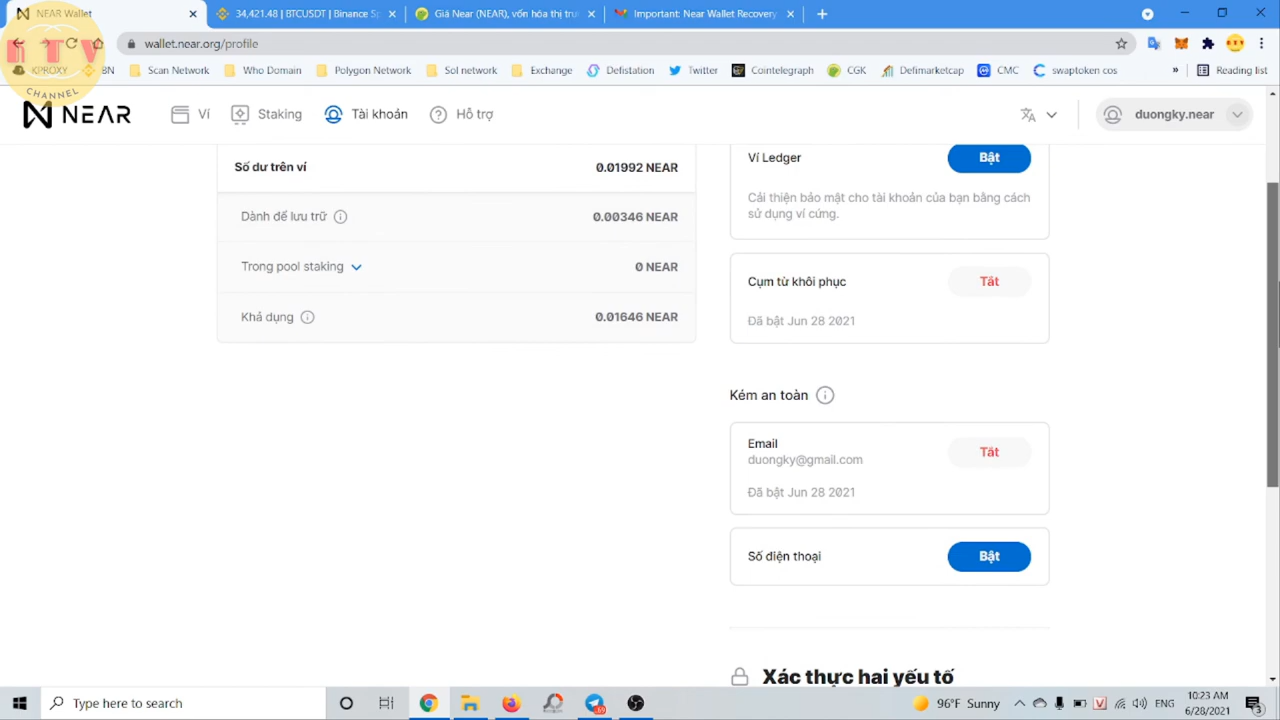 NEAR Wallet
34,421.48 | BTCUSDT | Binance Sp
Giá Near (NEAR), vốn hóa thị trư
Important: Near Wallet Recovery
wallet.near.org/profile
NTV
CHANNEL
KPROXY
BN
Scan Network
Who Domain
Polygon Network
Sol network
Exchange
Defistation
Twitter
Cointelegraph
CGK
Defimarketcap
CMC
swaptoken cos
»
Reading list
NEAR
Ví
Staking
Tài khoản
Hỗ trợ
duongky.near
Số dư trên ví
0.01992 NEAR
Dành để lưu trữ
0.00346 NEAR
Trong pool staking
0 NEAR
Khả dụng
0.01646 NEAR
Ví Ledger
Bật
Cải thiện bảo mật cho tài khoản của bạn bằng cách
sử dụng ví cứng.
Cụm từ khôi phục
Tắt
Đã bật Jun 28 2021
Kém an toàn
Email
duongky@gmail.com
Tắt
Đã bật Jun 28 2021
Số điện thoại
Bật
Xác thực hai yếu tố
Type here to search
96°F Sunny
ENG
10:23 AM
6/28/2021